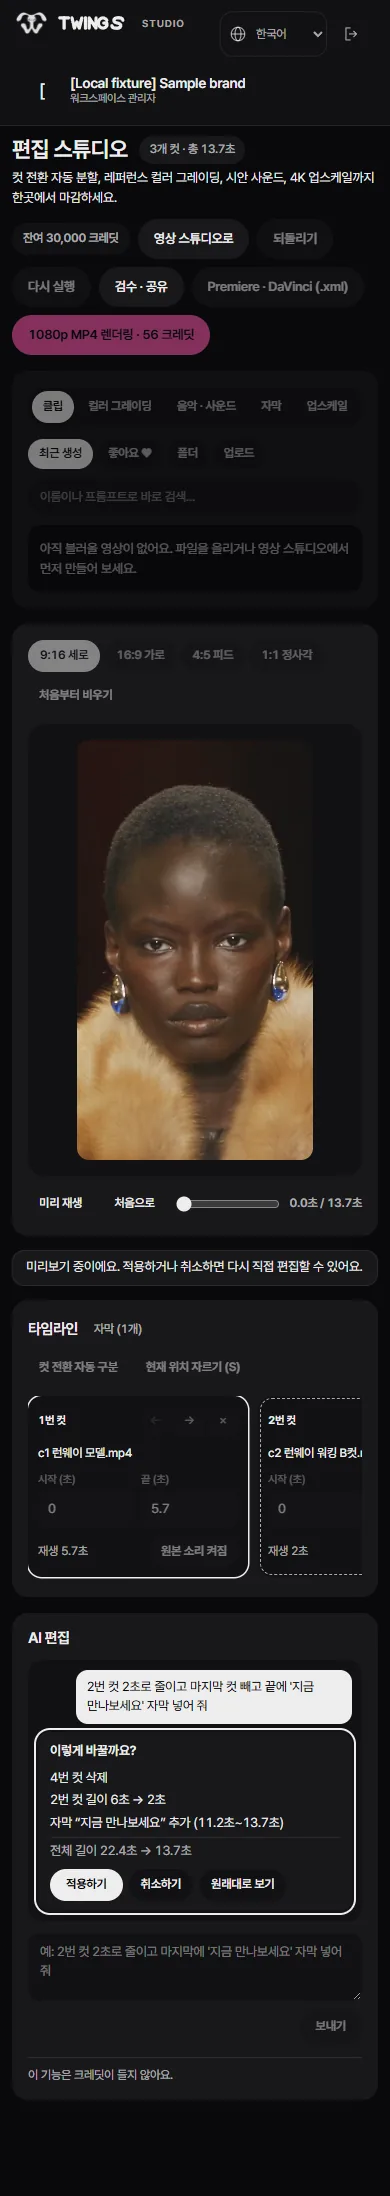 TWINGS STUDIO
한국어
[
[Local fixture] Sample brand
워크스페이스 관리자
편집 스튜디오
3개 컷 · 총 13.7초
컷 전환 자동 분할, 레퍼런스 컬러 그레이딩, 시안 사운드, 4K 업스케일까지
한곳에서 마감하세요.
잔여 30,000 크레딧
영상 스튜디오로
되돌리기
다시 실행
검수 · 공유
Premiere · DaVinci (.xml)
1080p MP4 렌더링 · 56 크레딧
클립
컬러 그레이딩
음악 · 사운드
자막
업스케일
최근 생성
좋아요 ♥
폴더
업로드
이름이나 프롬프트로 바로 검색...
아직 불러올 영상이 없어요. 파일을 올리거나 영상 스튜디오에서
먼저 만들어 보세요.
9:16 세로
16:9 가로
4:5 피드
1:1 정사각
처음부터 비우기
미리 재생
처음으로
0.0초 / 13.7초
미리보기 중이에요. 적용하거나 취소하면 다시 직접 편집할 수 있어요.
타임라인
자막 (1개)
컷 전환 자동 구분
현재 위치 자르기 (S)
1번 컷
← → ×
2번 컷
c1 런웨이 모델.mp4
c2 런웨이 워킹 B컷.
시작 (초)
끝 (초)
시작 (초)
0
5.7
0
재생 5.7초
원본 소리 켜짐
재생 2초
AI 편집
2번 컷 2초로 줄이고 마지막 컷 빼고 끝에 '지금
만나보세요' 자막 넣어 줘
이렇게 바꿀까요?
4번 컷 삭제
2번 컷 길이 6초 → 2초
자막 “지금 만나보세요” 추가 (11.2초~13.7초)
전체 길이 22.4초 → 13.7초
적용하기
취소하기
원래대로 보기
예: 2번 컷 2초로 줄이고 마지막에 '지금 만나보세요' 자막 넣어
줘
보내기
이 기능은 크레딧이 들지 않아요.